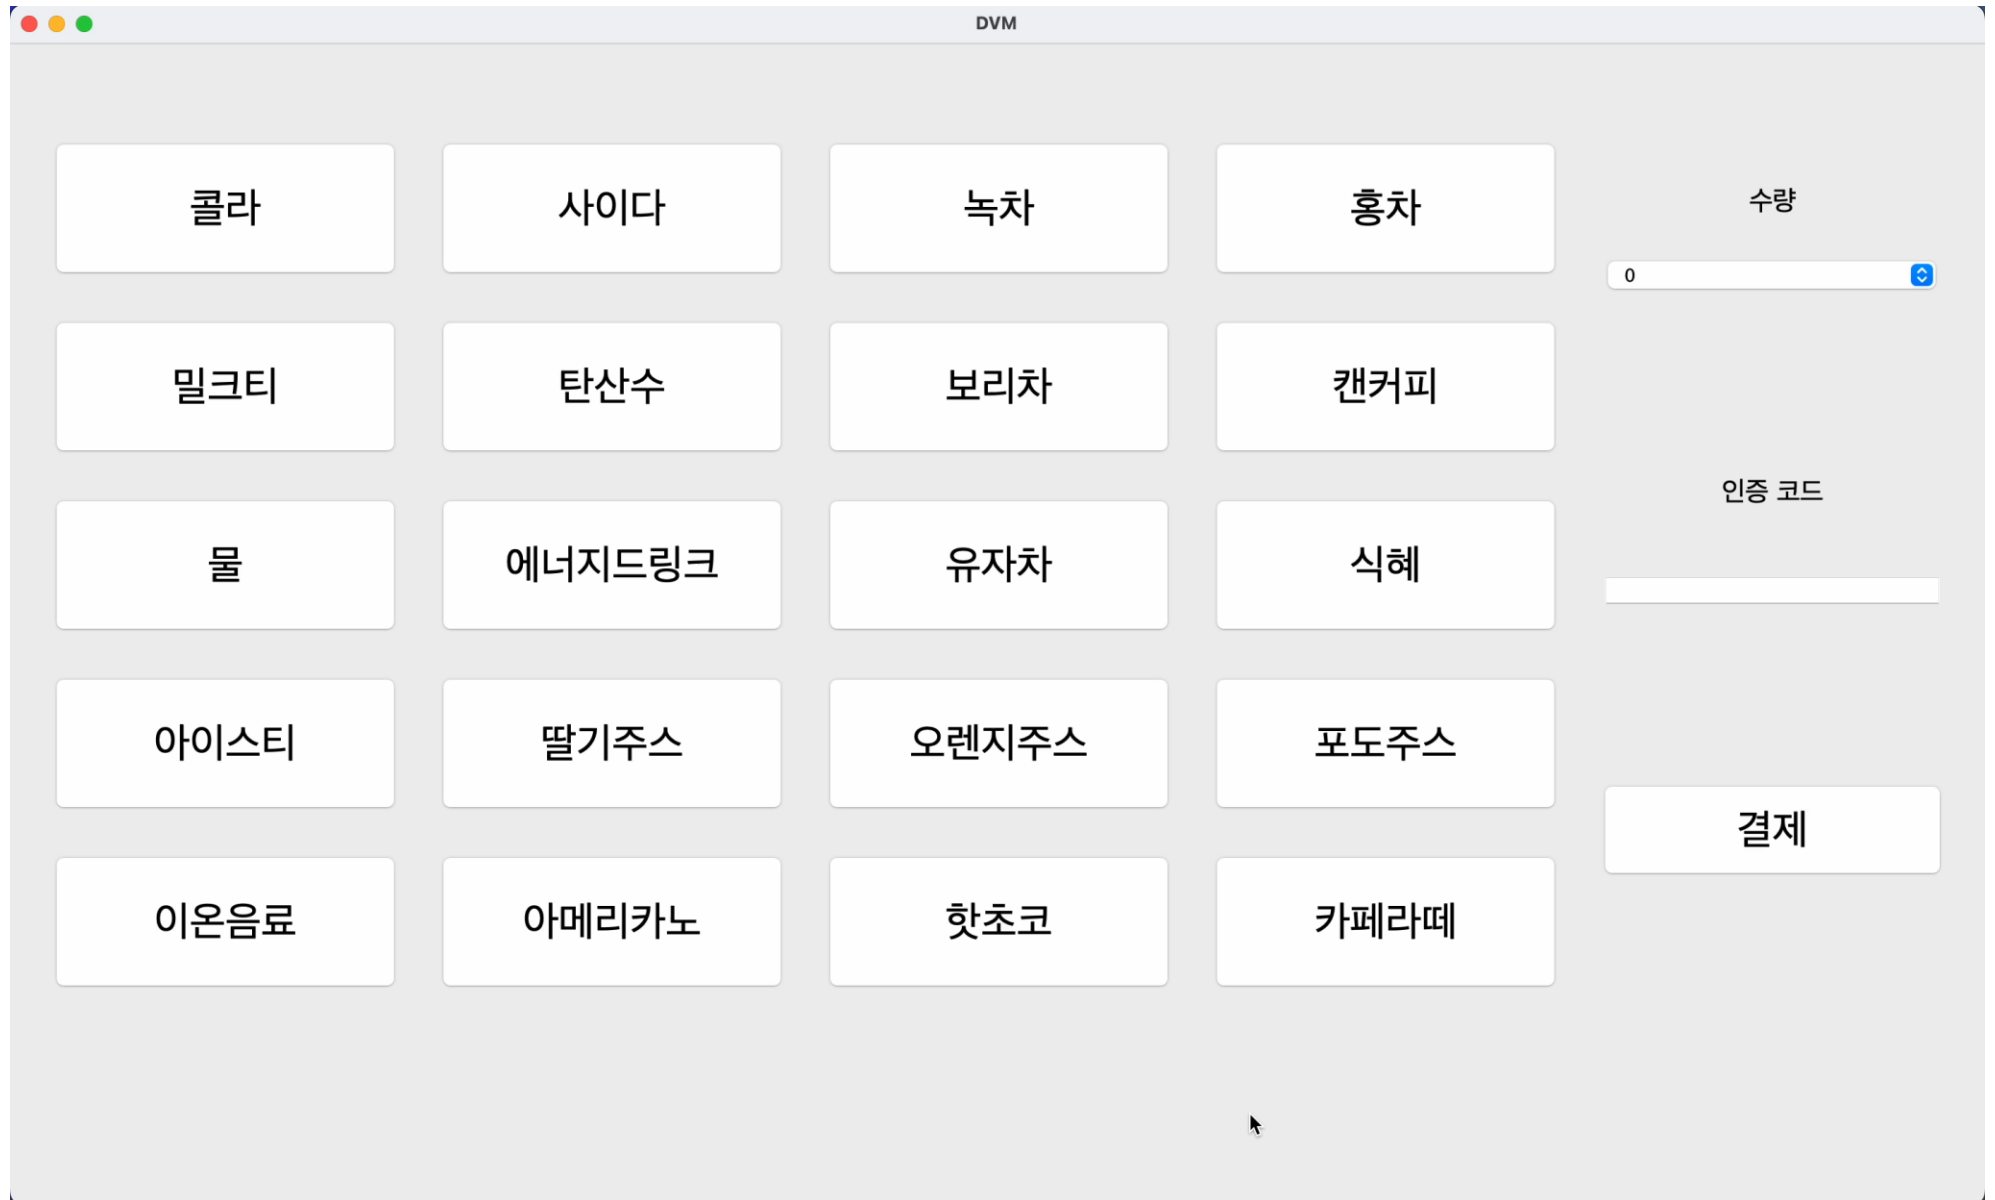 DVM
콜라
사이다
녹차
홍차
수량
0
밀크티
탄산수
보리차
캔커피
인증 코드
물
에너지드링크
유자차
식혜
아이스티
딸기주스
오렌지주스
포도주스
결제
이온음료
아메리카노
핫초코
카페라떼